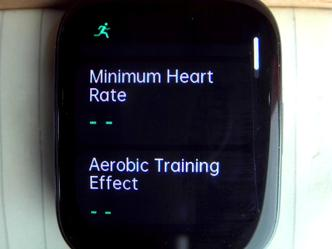 Minimum Heart
Rate
--
Aerobic Training
Effect
--